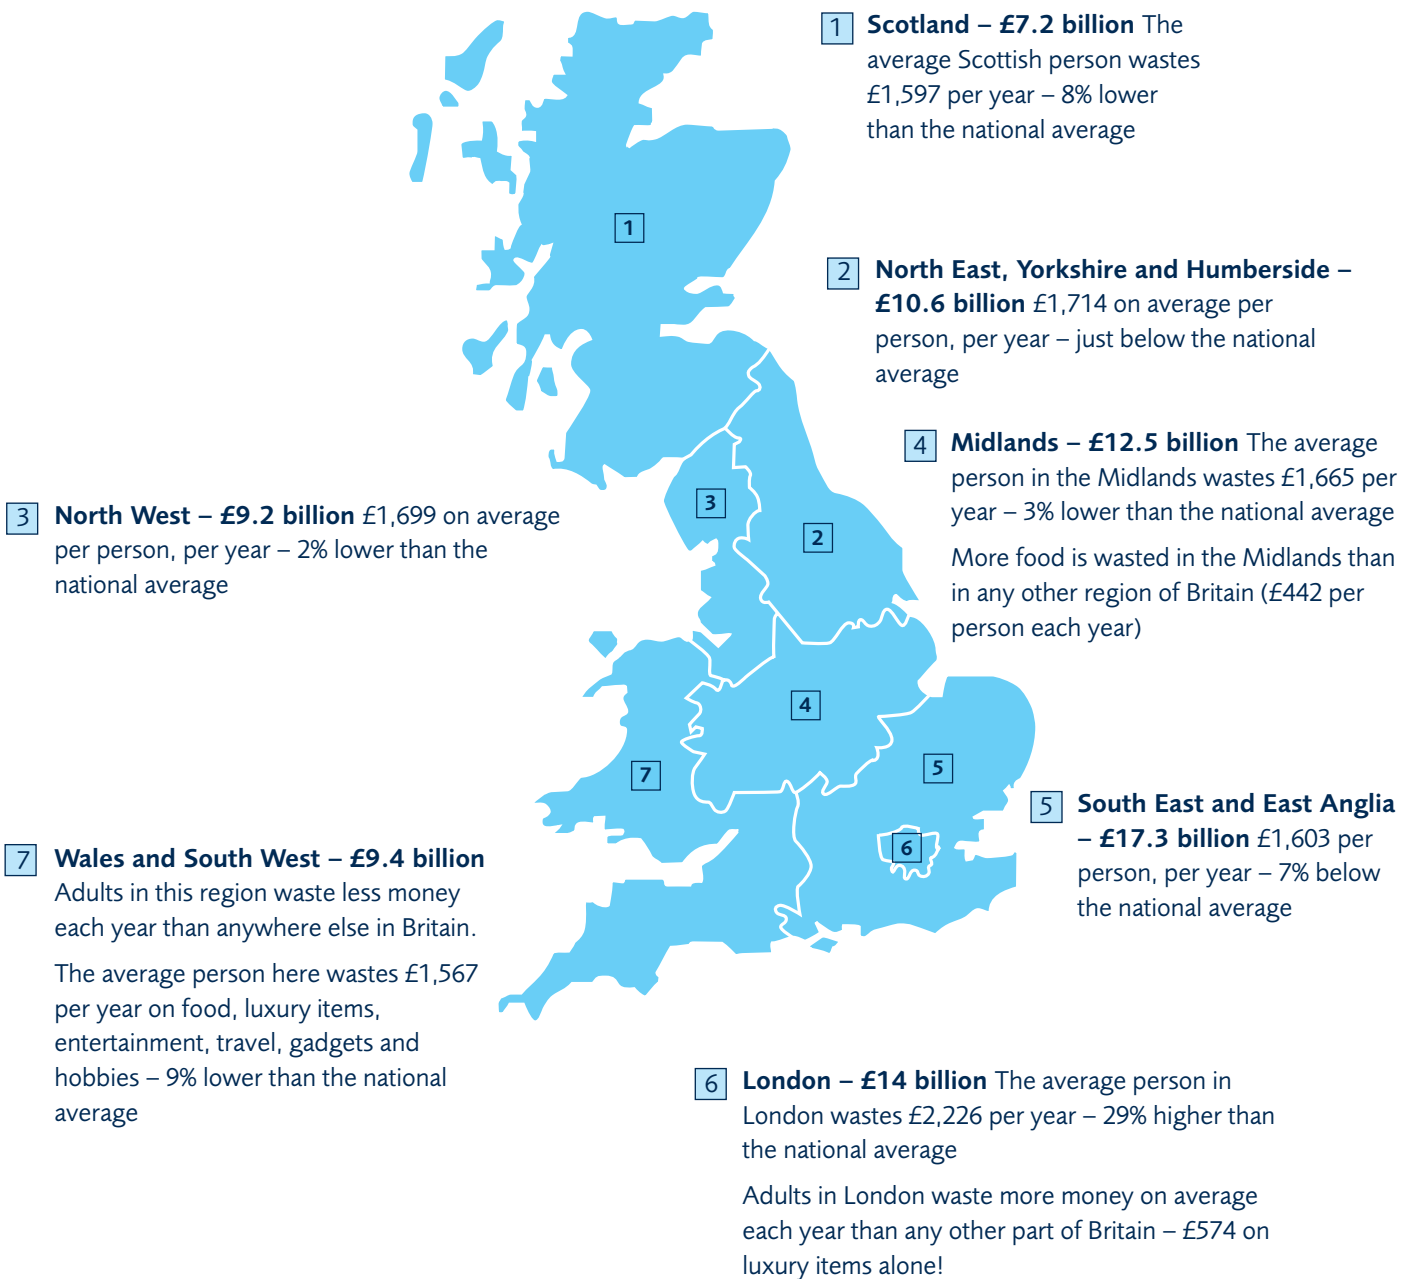 1 Scotland – £7.2 billion The
average Scottish person wastes
£1,597 per year – 8% lower
than the national average
1
2 North East, Yorkshire and Humberside –
£10.6 billion £1,714 on average per
person, per year – just below the national
average
4 Midlands – £12.5 billion The average
person in the Midlands wastes £1,665 per
year – 3% lower than the national average
More food is wasted in the Midlands than
in any other region of Britain (£442 per
person each year)
3 North West – £9.2 billion £1,699 on average
per person, per year – 2% lower than the
national average
3
2
4
7
5
6
5 South East and East Anglia
– £17.3 billion £1,603 per
person, per year – 7% below
the national average
7 Wales and South West – £9.4 billion
Adults in this region waste less money
each year than anywhere else in Britain.
The average person here wastes £1,567
per year on food, luxury items,
entertainment, travel, gadgets and
hobbies – 9% lower than the national
average
6 London – £14 billion The average person in
London wastes £2,226 per year – 29% higher than
the national average
Adults in London waste more money on average
each year than any other part of Britain – £574 on
luxury items alone!